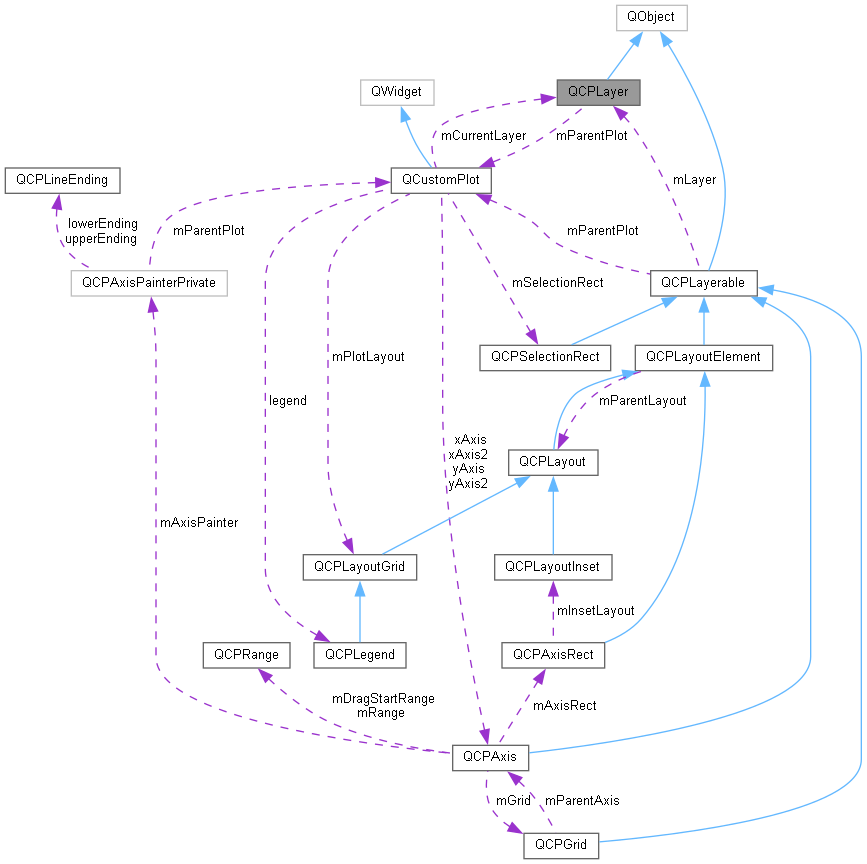 QObject
QWidget
QCPLayer
mCurrentLayer
mParentPlot
QCPLineEnding
QCustomPlot
mLayer
lowerEnding
upperEnding
mParentPlot
mParentPlot
QCPAxisPainterPrivate
mSelectionRect
QCPLayerable
mPlotLayout
QCPSelectionRect
QCPLayoutElement
legend
mParentLayout
xAxis
xAxis2
yAxis
yAxis2
QCPLayout
mAxisPainter
QCPLayoutGrid
QCPLayoutInset
mInsetLayout
QCPRange
QCPLegend
QCPAxisRect
mDragStartRange
mRange
mAxisRect
QCPAxis
mGrid
mParentAxis
QCPGrid